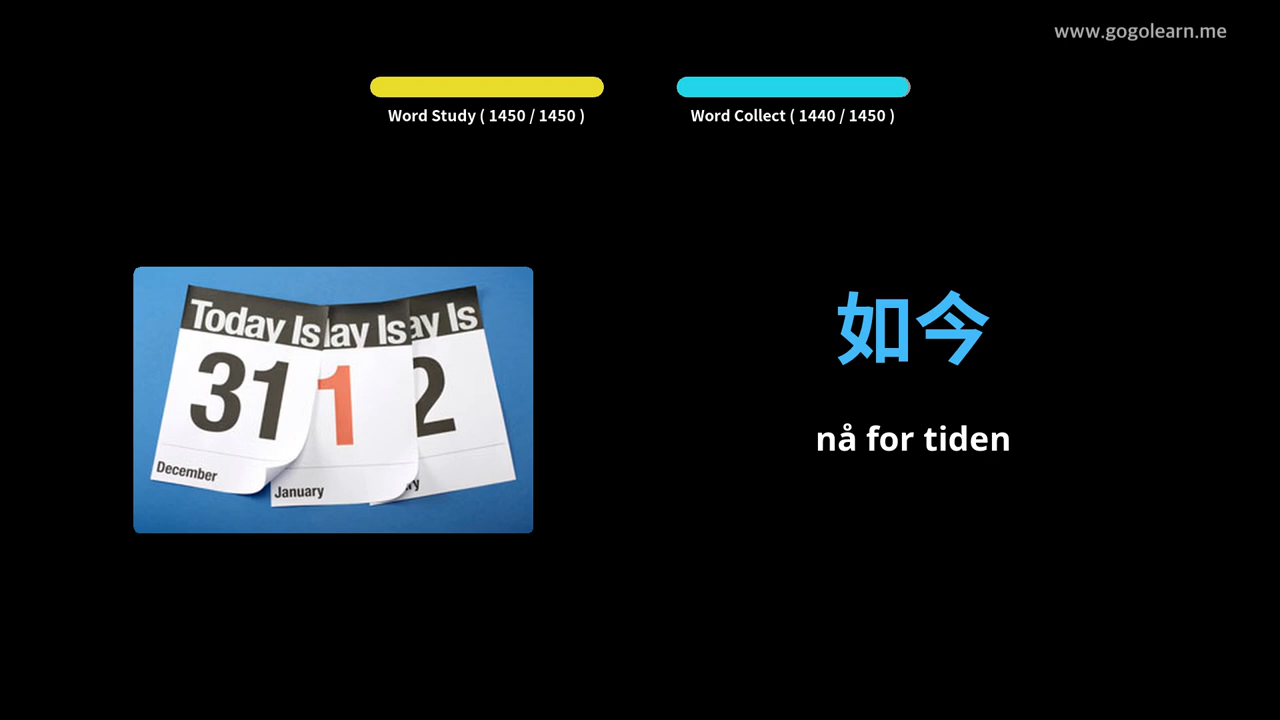 www.gogolearn.me
Word Study ( 1450 / 1450 )
Word Collect ( 1440 / 1450 )
Today Is
ay Is
ay Is
31
1
2
December
January
ry
如今
nå for tiden